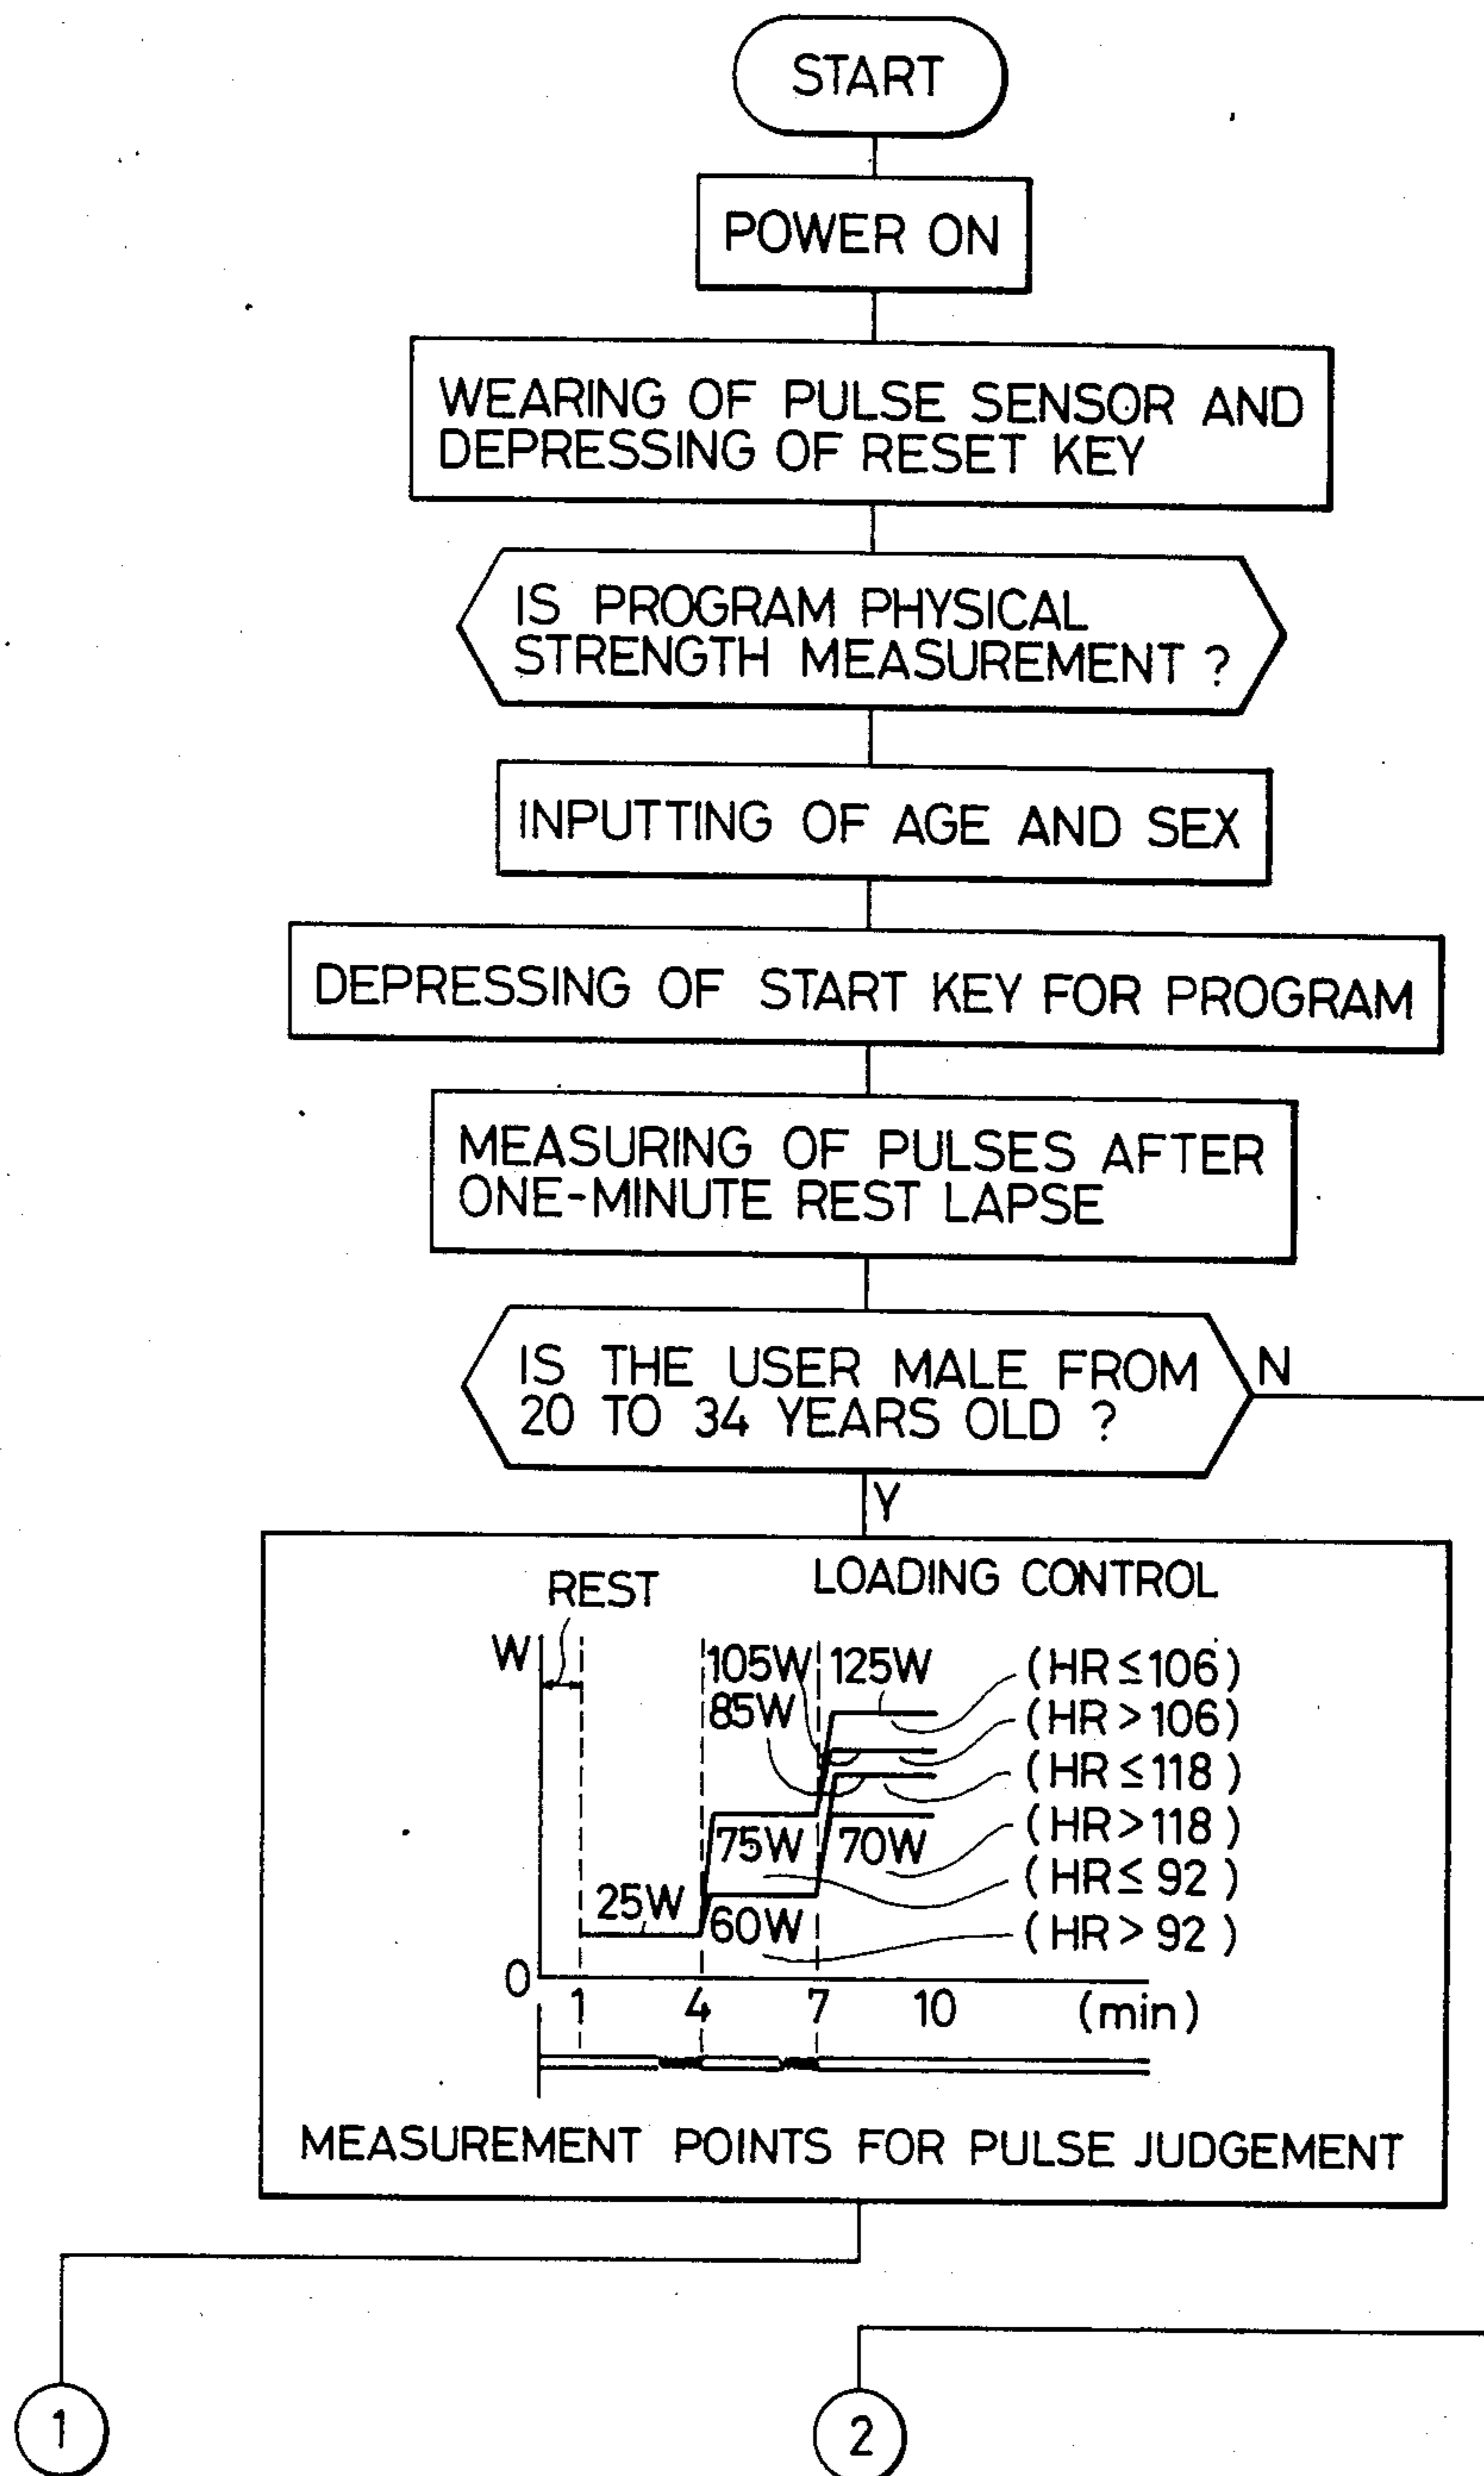 START
POWER ON
WEARING OF PULSE SENSOR AND
DEPRESSING OF RESET KEY
IS PROGRAM PHYSICAL
STRENGTH MEASUREMENT ?
INPUTTING OF AGE AND SEX
DEPRESSING OF START KEY FOR PROGRAM
MEASURING OF PULSES AFTER
ONE-MINUTE REST LAPSE
IS THE USER MALE FROM
20 TO 34 YEARS OLD ?
N
Y
LOADING CONTROL
REST
W
105W 125W (HR≤106)
85W (HR>106)
(HR≤118)
75W 70W (HR>118)
25W (HR≤92)
60W (HR>92)
0
1 4 7 10 (min)
MEASUREMENT POINTS FOR PULSE JUDGEMENT
1
2